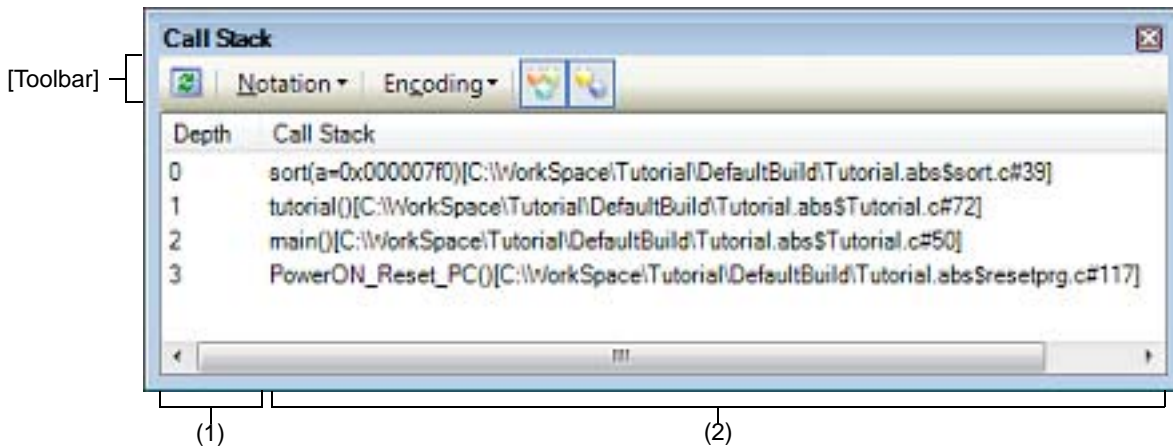 Call Stack
[Toolbar]
Notation Encoding
Depth Call Stack
0 sort(a=0x000007f0)[C:\WorkSpace\Tutorial\DefaultBuild\Tutorial.abs$sort.c#39]
1 tutorial()[C:\WorkSpace\Tutorial\DefaultBuild\Tutorial.abs$Tutorial.c#72]
2 main()[C:\WorkSpace\Tutorial\DefaultBuild\Tutorial.abs$Tutorial.c#50]
3 PowerON_Reset_PC()[C:\WorkSpace\Tutorial\DefaultBuild\Tutorial.abs$resetprg.c#117]
(1) (2)